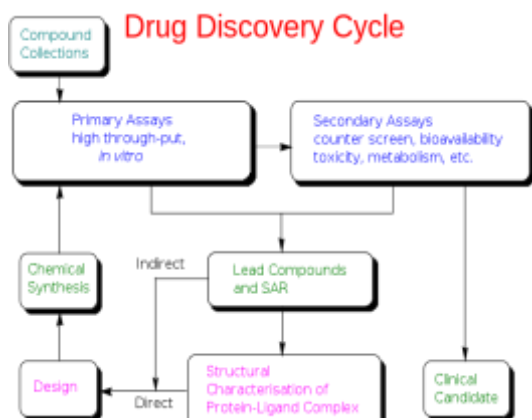 Drug Discovery Cycle
Compound
Collections
Primary Assays
high through-put,
in vitro
Secondary Assays
counter screen, bioavailability
toxicity, metabolism, etc.
Chemical
Synthesis
Indirect
Lead Compounds
and SAR
Design
Direct
Structural
Characterisation of
Protein-Ligand Complex
Clinical
Candidate